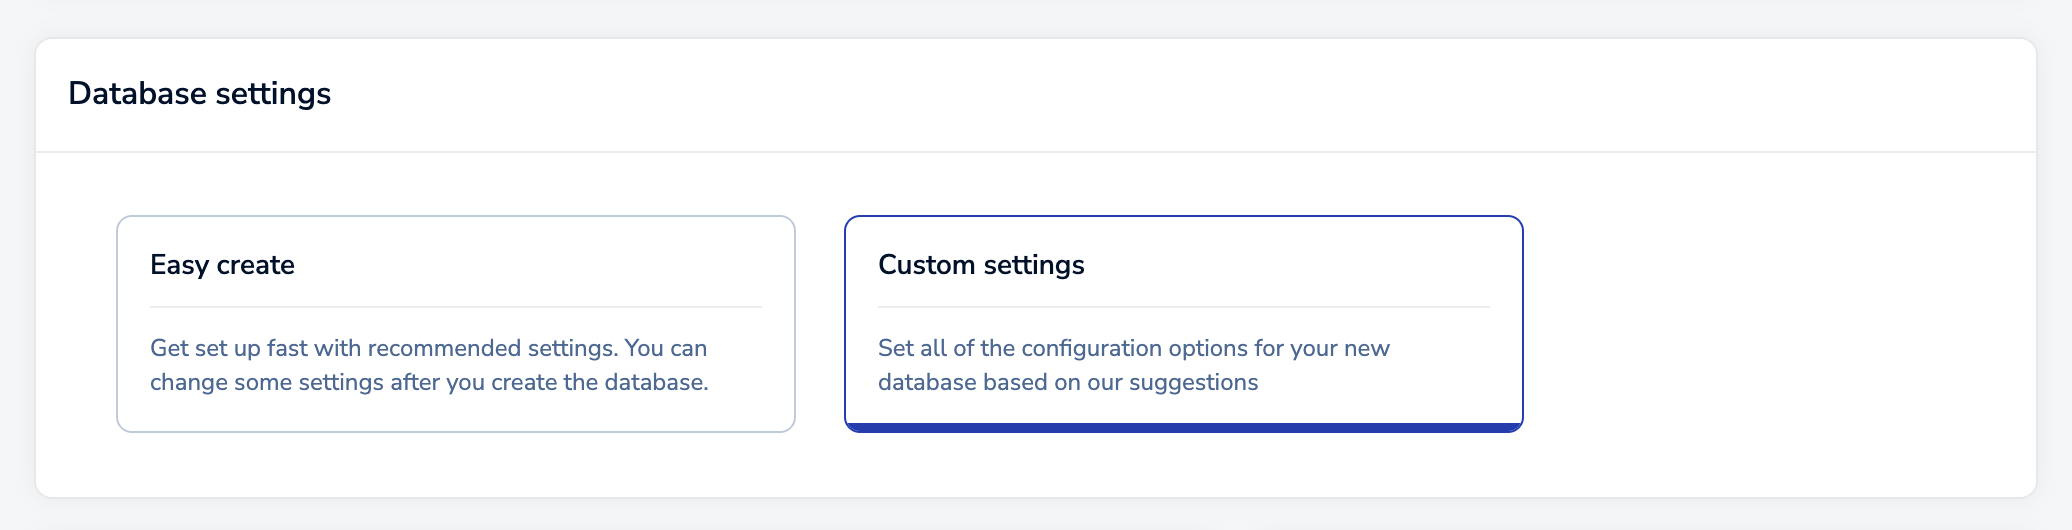 Database settings
Easy create
Get set up fast with recommended settings. You can
change some settings after you create the database.
Custom settings
Set all of the configuration options for your new
database based on our suggestions